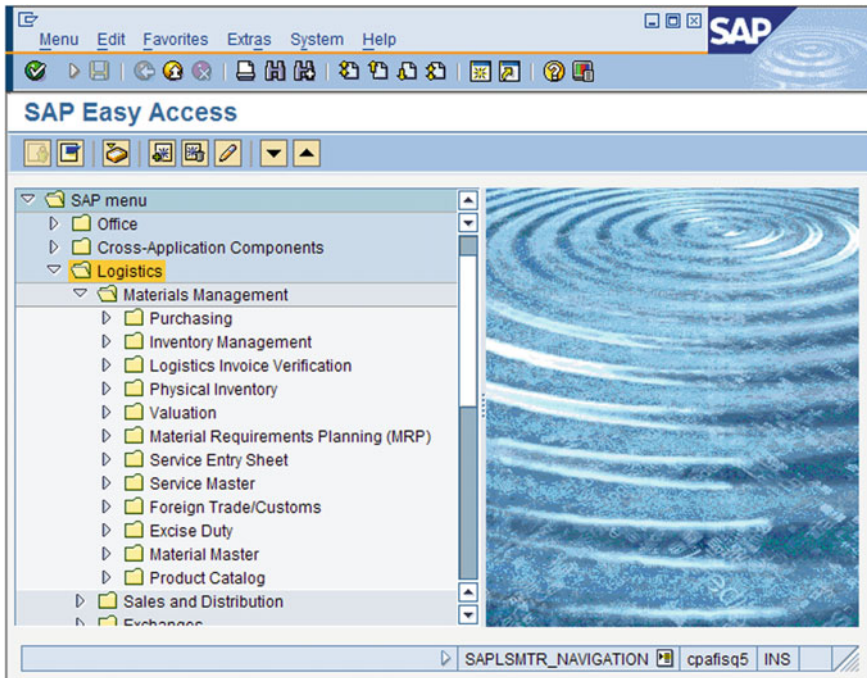 Menu Edit Favorites Extras System Help
SAP
SAP Easy Access
SAP menu
Office
Cross-Application Components
Logistics
Materials Management
Purchasing
Inventory Management
Logistics Invoice Verification
Physical Inventory
Valuation
Material Requirements Planning (MRP)
Service Entry Sheet
Service Master
Foreign Trade/Customs
Excise Duty
Material Master
Product Catalog
Sales and Distribution
Exchanges
SAPLSMTR_NAVIGATION cpafisq5 INS